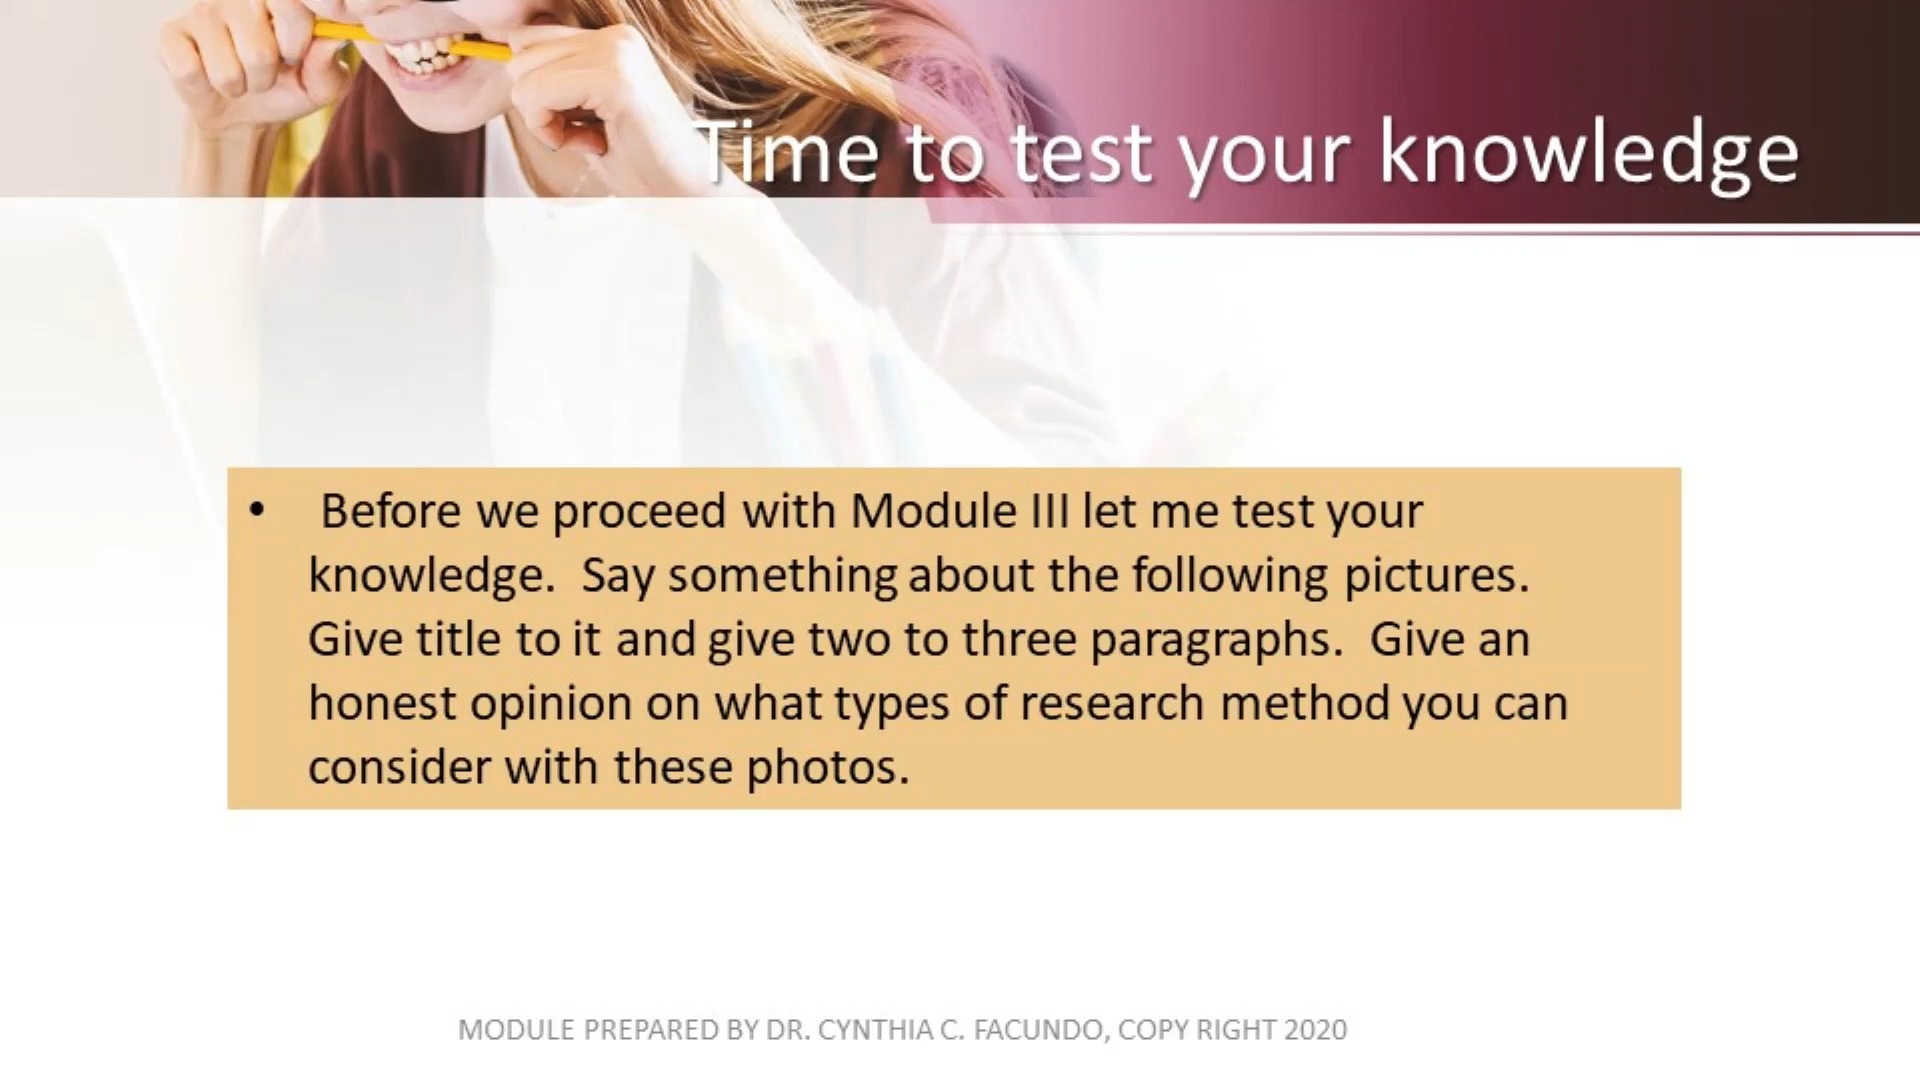 Time to test your knowledge
• Before we proceed with Module III let me test your
knowledge.  Say something about the following pictures.
Give title to it and give two to three paragraphs.  Give an
honest opinion on what types of research method you can
consider with these photos.
MODULE PREPARED BY DR. CYNTHIA C. FACUNDO, COPY RIGHT 2020